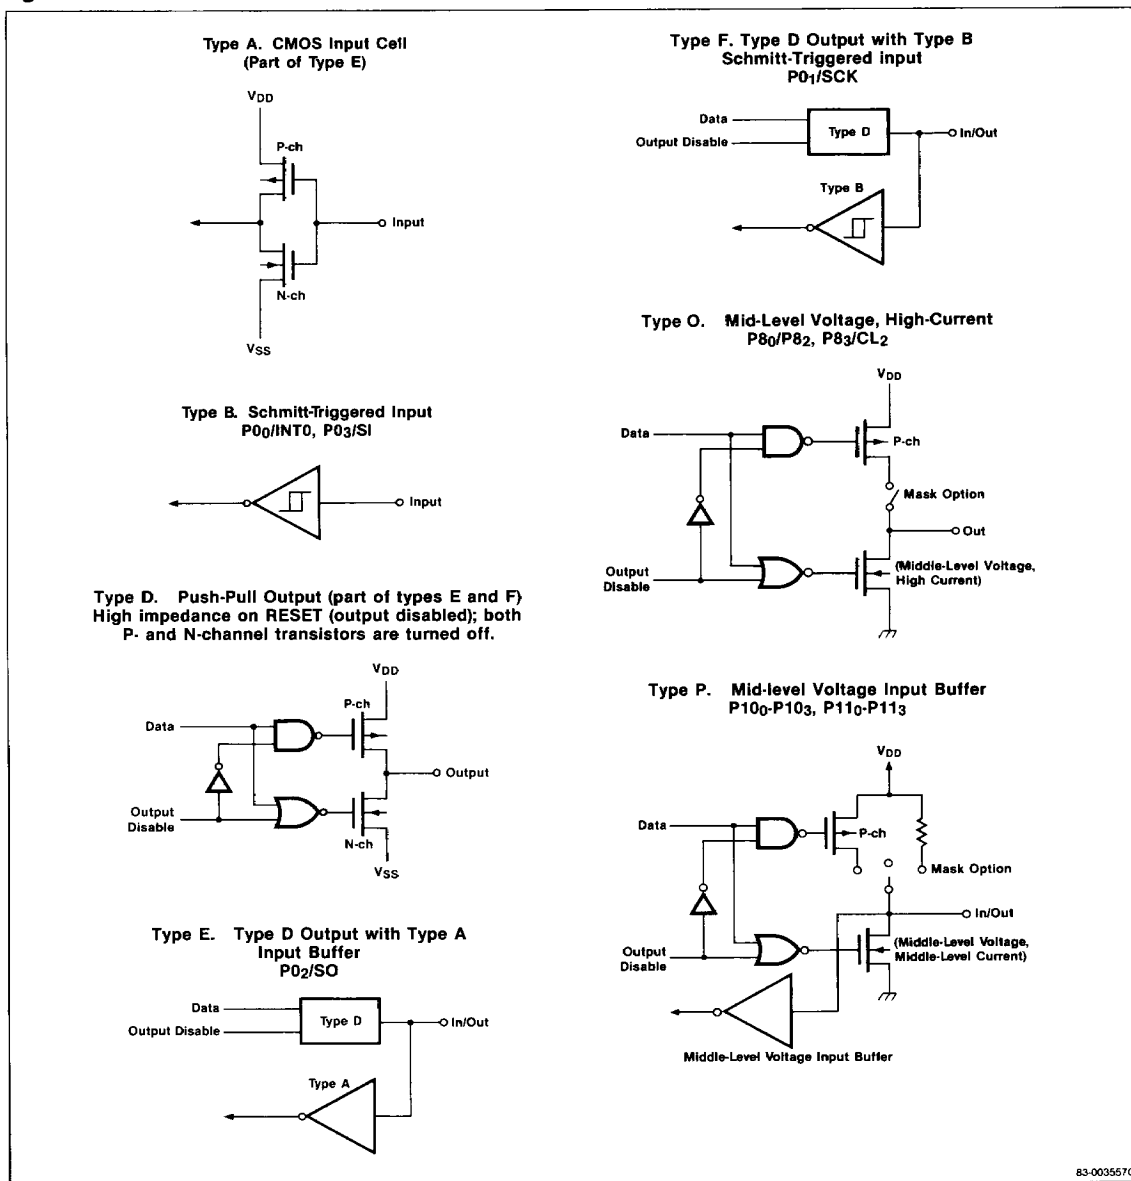 Type A. CMOS Input Cell
(Part of Type E)
VDD
P-ch
Input
N-ch
VSS
Type B. Schmitt-Triggered Input
P00/INT0, P03/SI
Input
Type D. Push-Pull Output (part of types E and F)
High impedance on RESET (output disabled); both
P- and N-channel transistors are turned off.
VDD
P-ch
Data
Output
Output
Disable
N-ch
VSS
Type E. Type D Output with Type A
Input Buffer
P02/SO
Data
Output Disable
Type D
In/Out
Type A
Type F. Type D Output with Type B
Schmitt-Triggered input
P01/SCK
Data
Output Disable
Type D
In/Out
Type B
Type O. Mid-Level Voltage, High-Current
P80/P82, P83/CL2
VDD
Data
P-ch
Mask Option
Out
Output
Disable
(Middle-Level Voltage,
High Current)
Type P. Mid-level Voltage Input Buffer
P100-P103, P110-P113
VDD
Data
P-ch
Mask Option
In/Out
Output
Disable
(Middle-Level Voltage,
Middle-Level Current)
Middle-Level Voltage Input Buffer